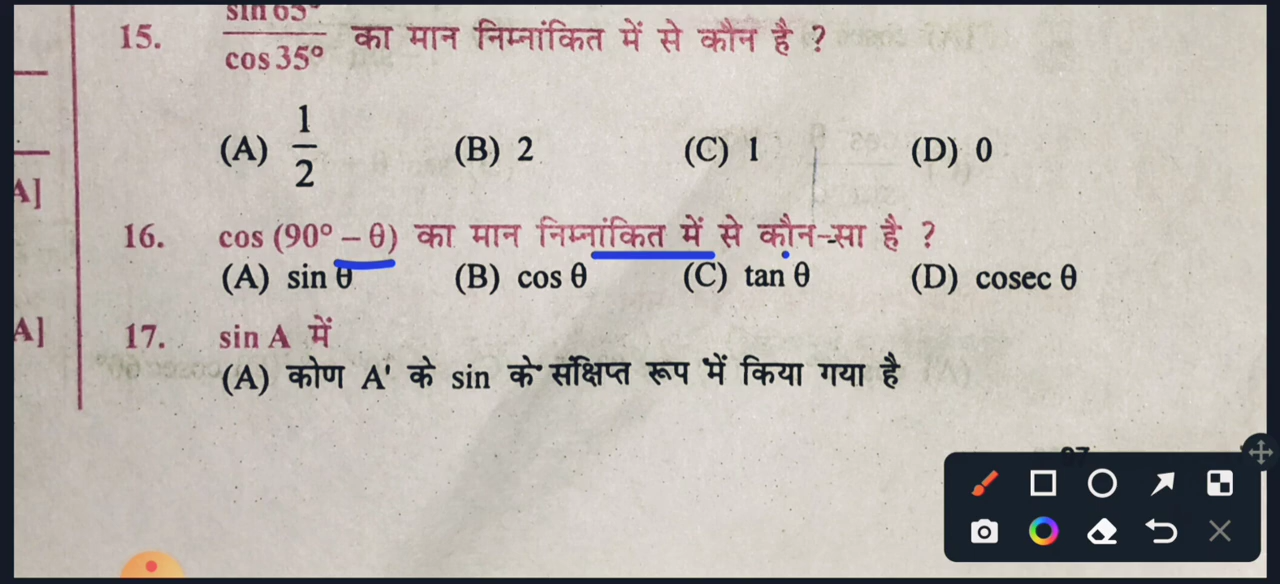 15. sin 65° / cos 35° का मान निम्नांकित में से कौन है ?
(A) 1/2 (B) 2 (C) 1 (D) 0
A]
16. cos (90° – θ) का मान निम्नांकित में से कौन-सा है ?
(A) sin θ (B) cos θ (C) tan θ (D) cosec θ
A] 17. sin A में
(A) कोण A' के sin के संक्षिप्त रूप में किया गया है